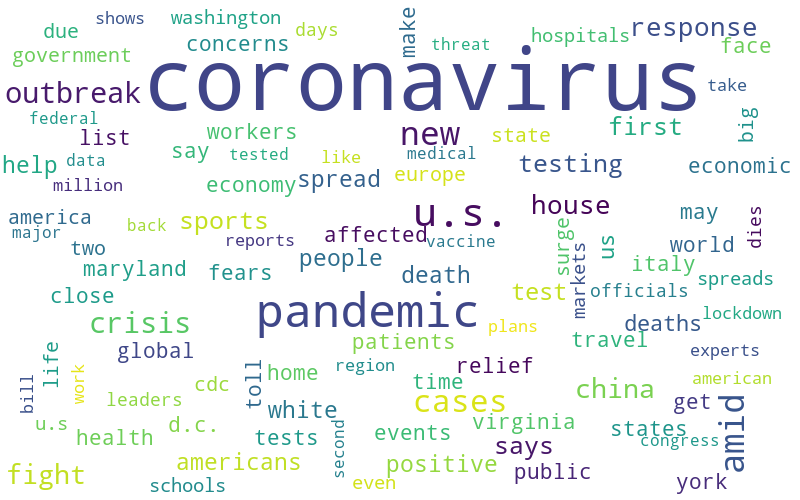 shows
washington
make
due
days
hospitals
response
concerns
threat
face
government
coronavirus
take
outbreak
federal
list
workers
new
state
first
big
help
data
say
tested
like
medical
testing
economic
million
economy
spread
europe
america
major
back
sports
reports
affected
vaccine
u.s.
house
surge
us
may
dies
two
people
markets
world
maryland
fears
death
italy
spreads
close
test
officials
lockdown
crisis
pandemic
plans
travel
deaths
global
patients
experts
life
bill
work
leaders
cdc
toll
home
region
relief
time
cases
china
american
get
u.s
d.c.
white
virginia
states
congress
amid
health
tests
second
events
says
fight
americans
positive
public
york
schools
even